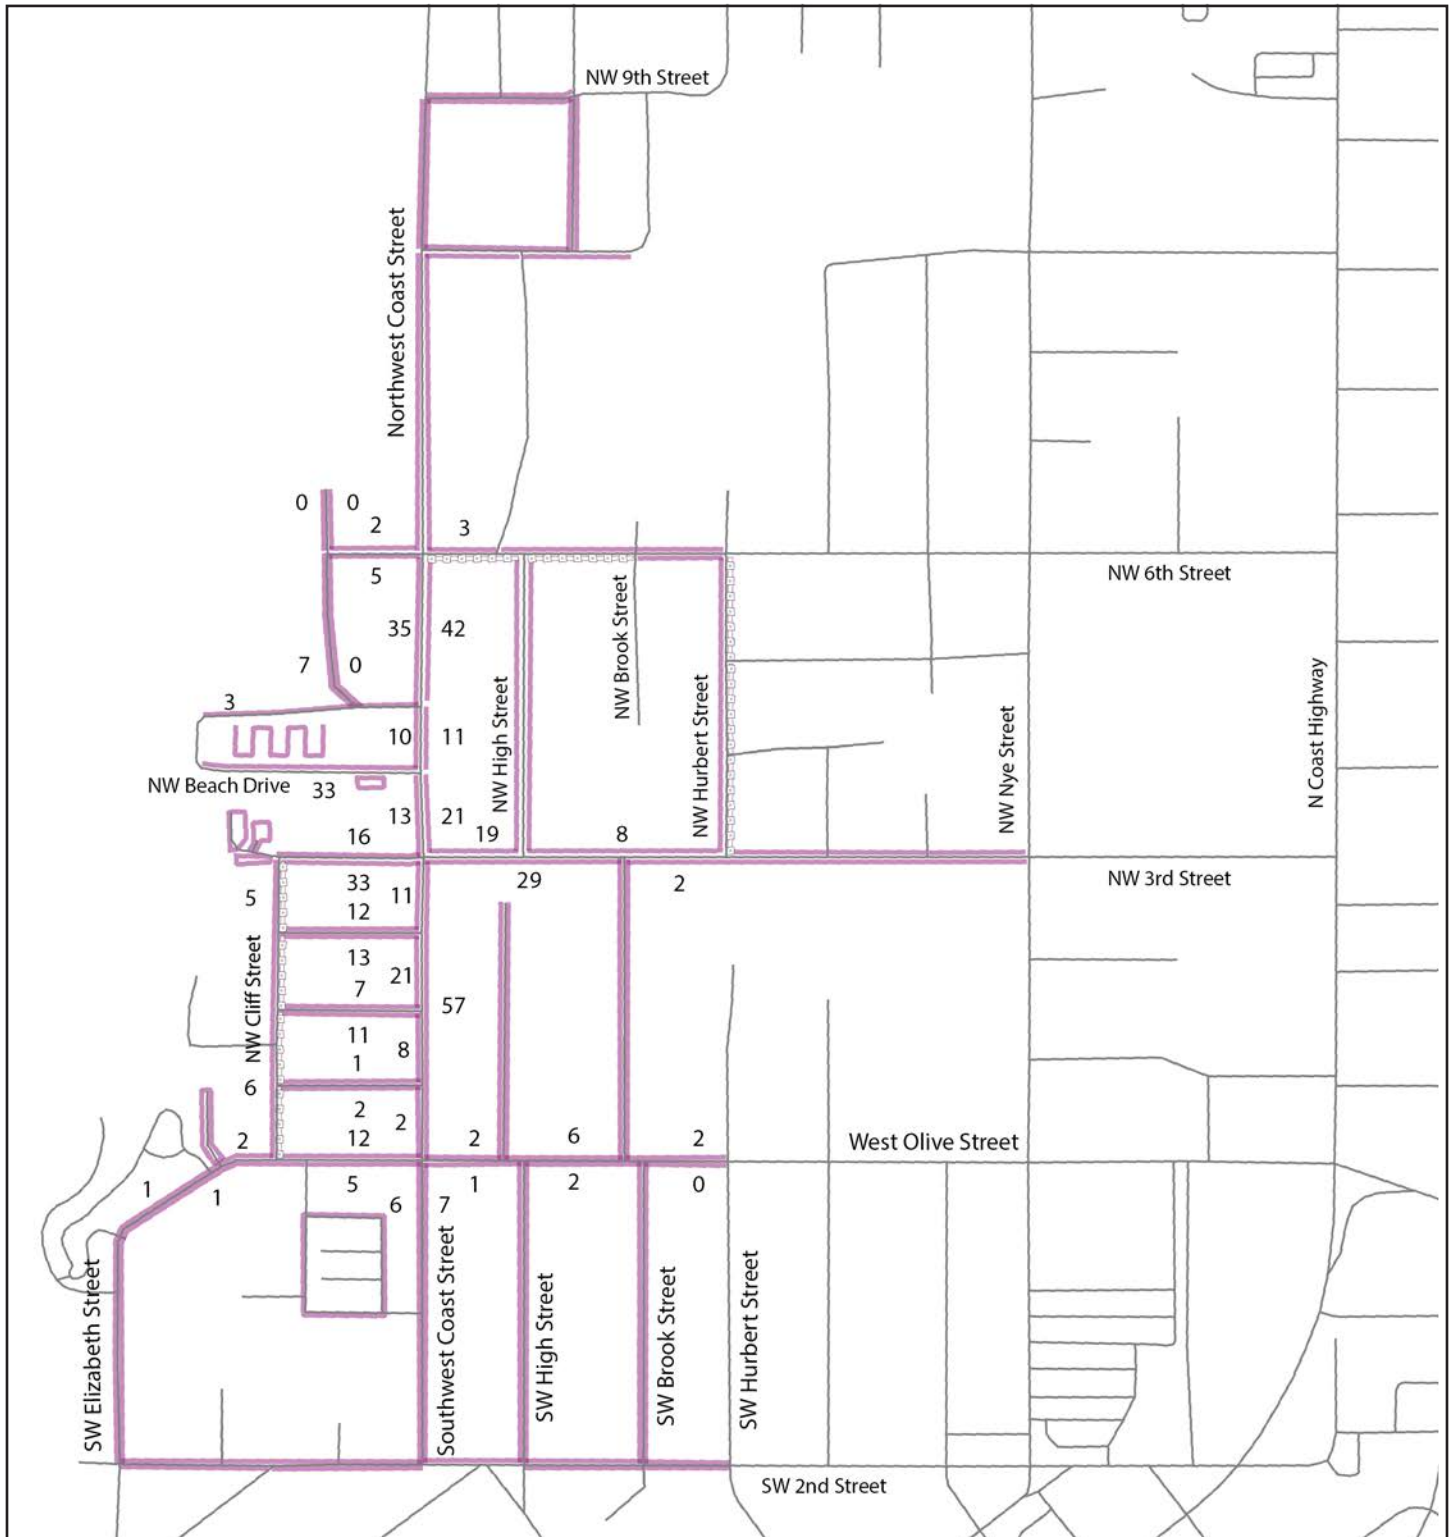 NW 9th Street
Northwest Coast Street
0
0
2
3
5
NW 6th Street
35
42
NW Brook Street
7
0
3
NW High Street
NW Hurbert Street
NW Nye Street
N Coast Highway
10
11
NW Beach Drive
33
13
21
16
19
8
33
29
2
NW 3rd Street
5
11
12
NW Cliff Street
13
21
7
57
11
8
1
6
2
2
12
2
2
6
2
West Olive Street
1
1
5
6
7
1
2
0
SW Elizabeth Street
Southwest Coast Street
SW High Street
SW Brook Street
SW Hurbert Street
SW 2nd Street